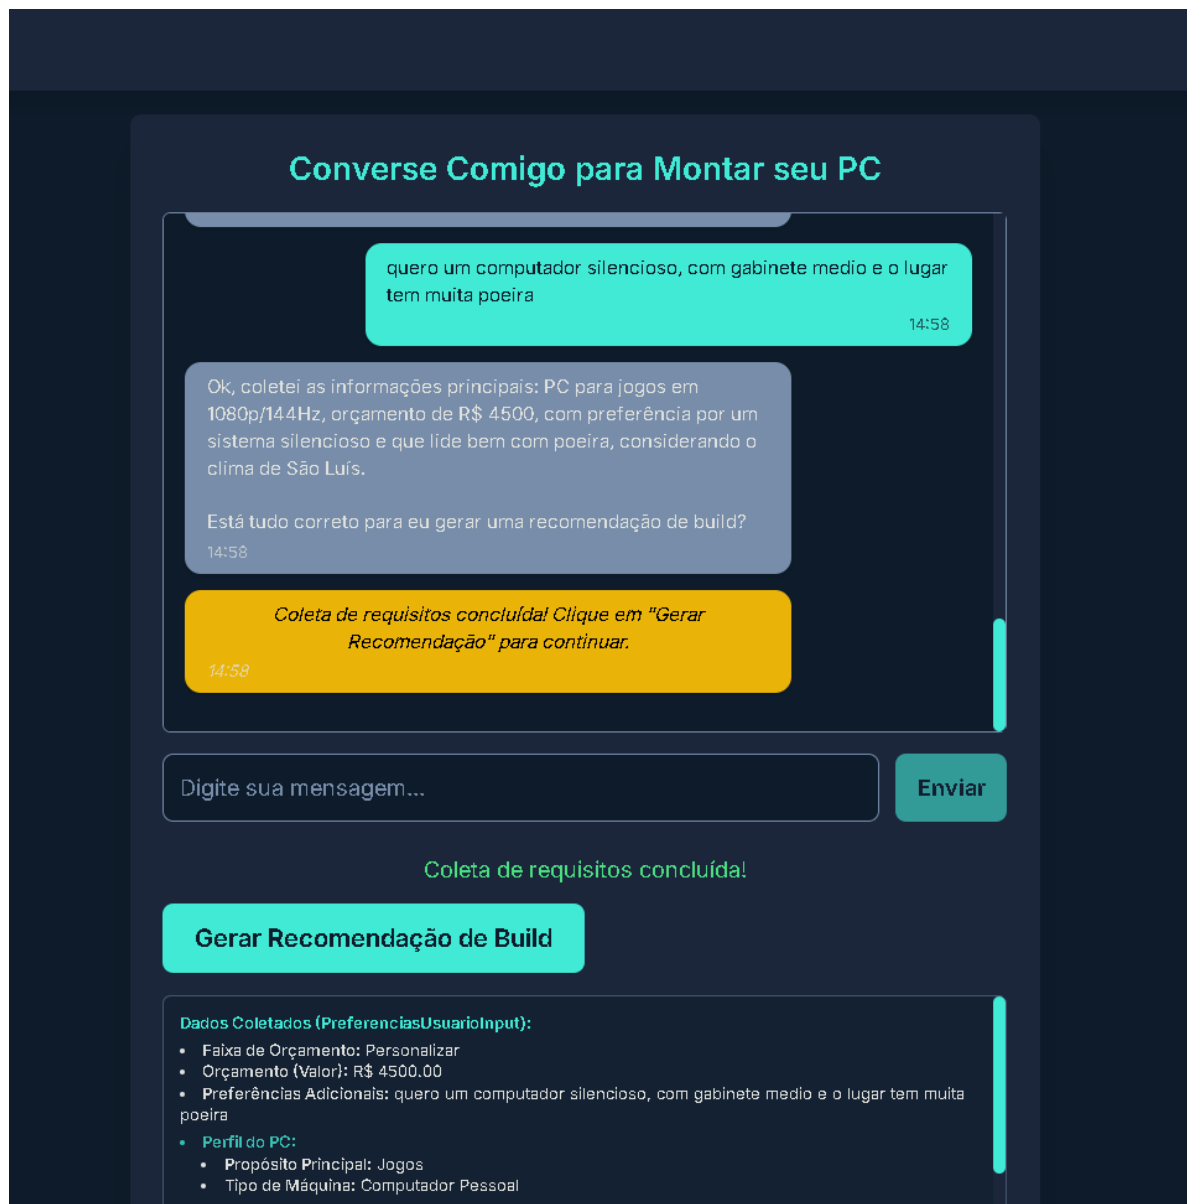 Converse Comigo para Montar seu PC
quero um computador silencioso, com gabinete medio e o lugar
tem muita poeira
14:58
Ok, coletei as informações principais: PC para jogos em
1080p/144Hz, orçamento de R$ 4500, com preferência por um
sistema silencioso e que lide bem com poeira, considerando o
clima de São Luís.
Está tudo correto para eu gerar uma recomendação de build?
14:58
Coleta de requisitos concluída! Clique em "Gerar
Recomendação" para continuar.
14:58
Digite sua mensagem...
Enviar
Coleta de requisitos concluída!
Gerar Recomendação de Build
Dados Coletados (PreferenciasUsuarioInput):
• Faixa de Orçamento: Personalizar
• Orçamento (Valor): R$ 4500.00
• Preferências Adicionais: quero um computador silencioso, com gabinete medio e o lugar tem muita
poeira
• Perfil do PC:
• Propósito Principal: Jogos
• Tipo de Máquina: Computador Pessoal